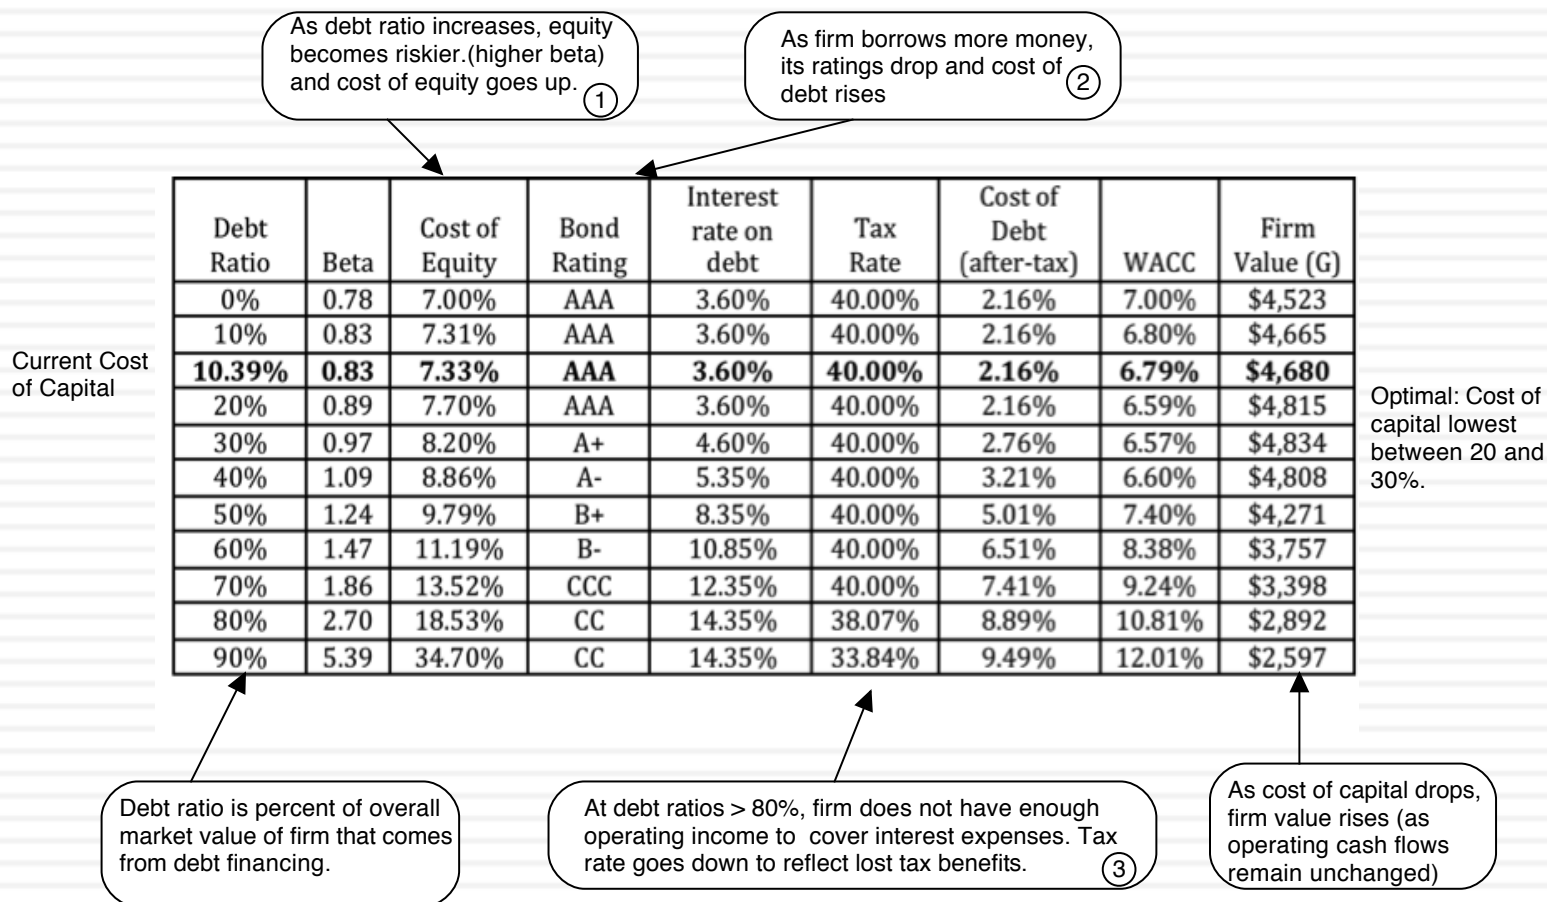 As debt ratio increases, equity
becomes riskier.(higher beta)
and cost of equity goes up.
1
As firm borrows more money,
its ratings drop and cost of
debt rises
2
Debt Ratio Beta Cost of Equity Bond Rating Interest rate on debt Tax Rate Cost of Debt (after-tax) WACC Firm Value (G)
0% 0.78 7.00% AAA 3.60% 40.00% 2.16% 7.00% $4,523
10% 0.83 7.31% AAA 3.60% 40.00% 2.16% 6.80% $4,665
10.39% 0.83 7.33% AAA 3.60% 40.00% 2.16% 6.79% $4,680
20% 0.89 7.70% AAA 3.60% 40.00% 2.16% 6.59% $4,815
30% 0.97 8.20% A+ 4.60% 40.00% 2.76% 6.57% $4,834
40% 1.09 8.86% A- 5.35% 40.00% 3.21% 6.60% $4,808
50% 1.24 9.79% B+ 8.35% 40.00% 5.01% 7.40% $4,271
60% 1.47 11.19% B- 10.85% 40.00% 6.51% 8.38% $3,757
70% 1.86 13.52% CCC 12.35% 40.00% 7.41% 9.24% $3,398
80% 2.70 18.53% CC 14.35% 38.07% 8.89% 10.81% $2,892
90% 5.39 34.70% CC 14.35% 33.84% 9.49% 12.01% $2,597
Current Cost
of Capital
Optimal: Cost of
capital lowest
between 20 and
30%.
Debt ratio is percent of overall
market value of firm that comes
from debt financing.
At debt ratios > 80%, firm does not have enough
operating income to cover interest expenses. Tax
rate goes down to reflect lost tax benefits.
3
As cost of capital drops,
firm value rises (as
operating cash flows
remain unchanged)